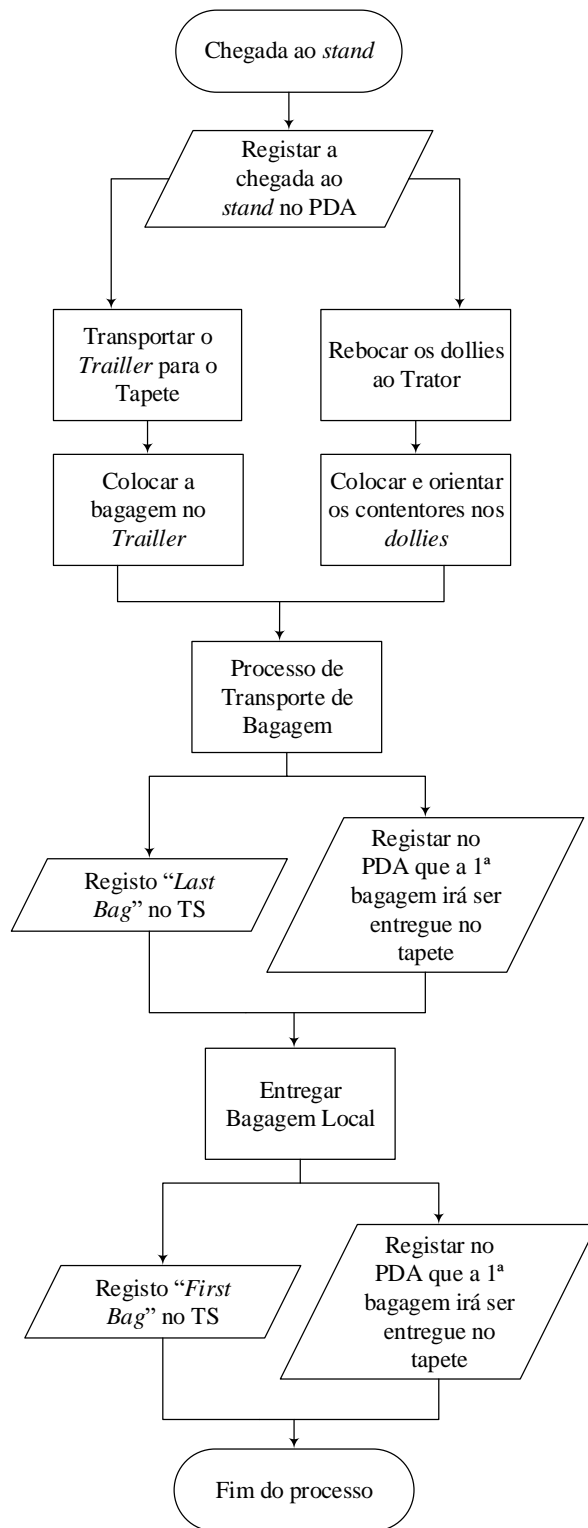 Chegada ao stand
Registar a
chegada ao
stand no PDA
Transportar o
Trailler para o
Tapete
Rebocar os dollies
ao Trator
Colocar a
bagagem no
Trailler
Colocar e orientar
os contentores nos
dollies
Processo de
Transporte de
Bagagem
Registo “Last
Bag” no TS
Registar no
PDA que a 1ª
bagagem irá ser
entregue no
tapete
Entregar
Bagagem Local
Registo “First
Bag” no TS
Registar no
PDA que a 1ª
bagagem irá ser
entregue no
tapete
Fim do processo